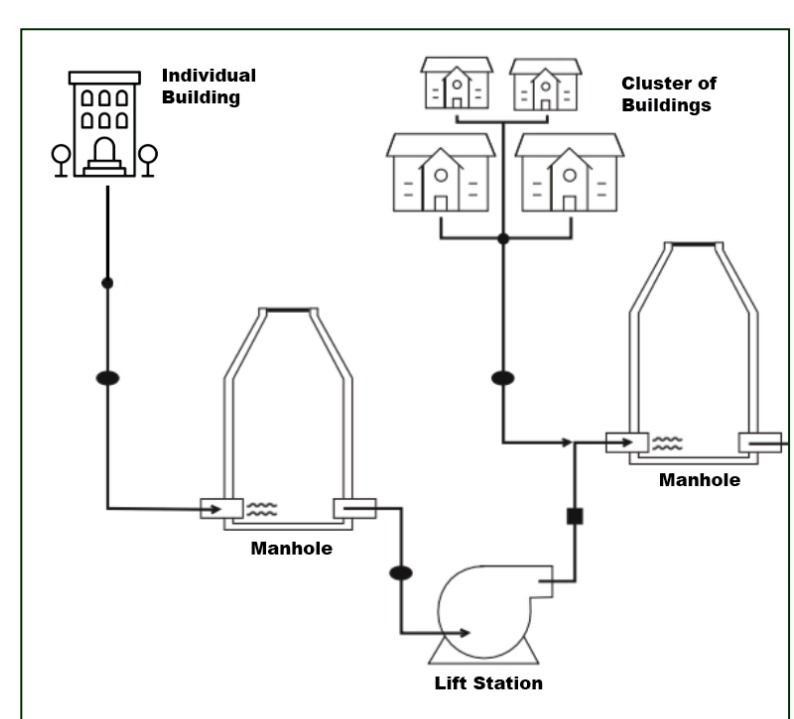 Individual
Building
Cluster of
Buildings
Manhole
Manhole
Lift Station